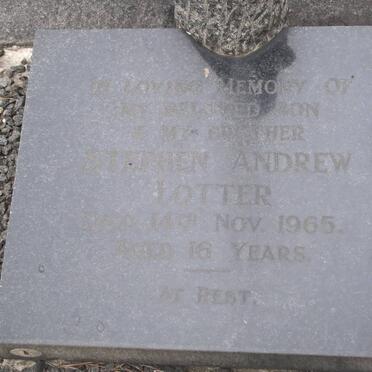 IN LOVING MEMORY OF
MY BELOVED SON
& MY BROTHER
STEPHEN ANDREW
LOTTER
DIED 14TH NOV. 1965.
AGED 16 YEARS.
AT REST.